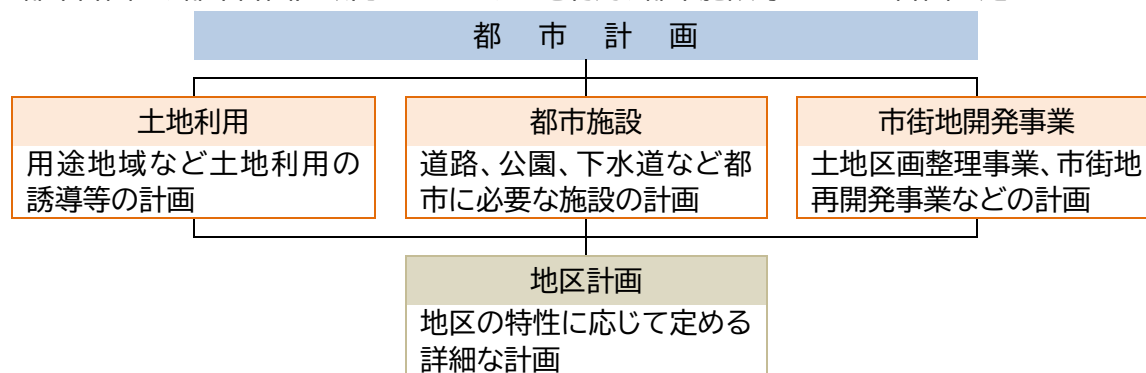 都 市 計 画
土地利用
用途地域など土地利用の
誘導等の計画
都市施設
道路、公園、下水道など都
市に必要な施設の計画
市街地開発事業
土地区画整理事業、市街地
再開発事業などの計画
地区計画
地区の特性に応じて定める
詳細な計画